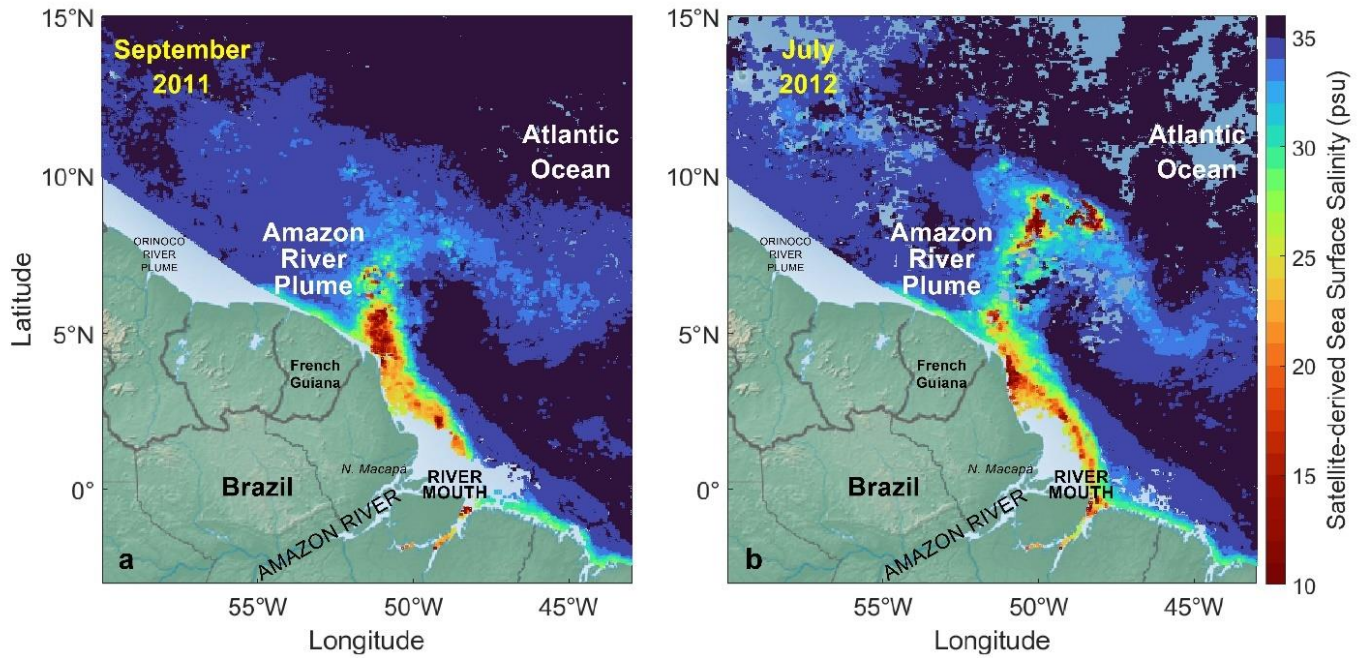 15°N
10°N
5°N
0°
Latitude
September
2011
Atlantic
Ocean
Amazon
River
Plume
ORINOCO
RIVER
PLUME
French
Guiana
N. Macapá
Brazil
RIVER
MOUTH
AMAZON RIVER
a
55°W
50°W
45°W
Longitude
15°N
10°N
5°N
0°
July
2012
Atlantic
Ocean
Amazon
River
Plume
ORINOCO
RIVER
PLUME
French
Guiana
N. Macapá
Brazil
RIVER
MOUTH
AMAZON RIVER
b
55°W
50°W
45°W
Longitude
35
30
25
20
15
10
Satellite-derived Sea Surface Salinity (psu)